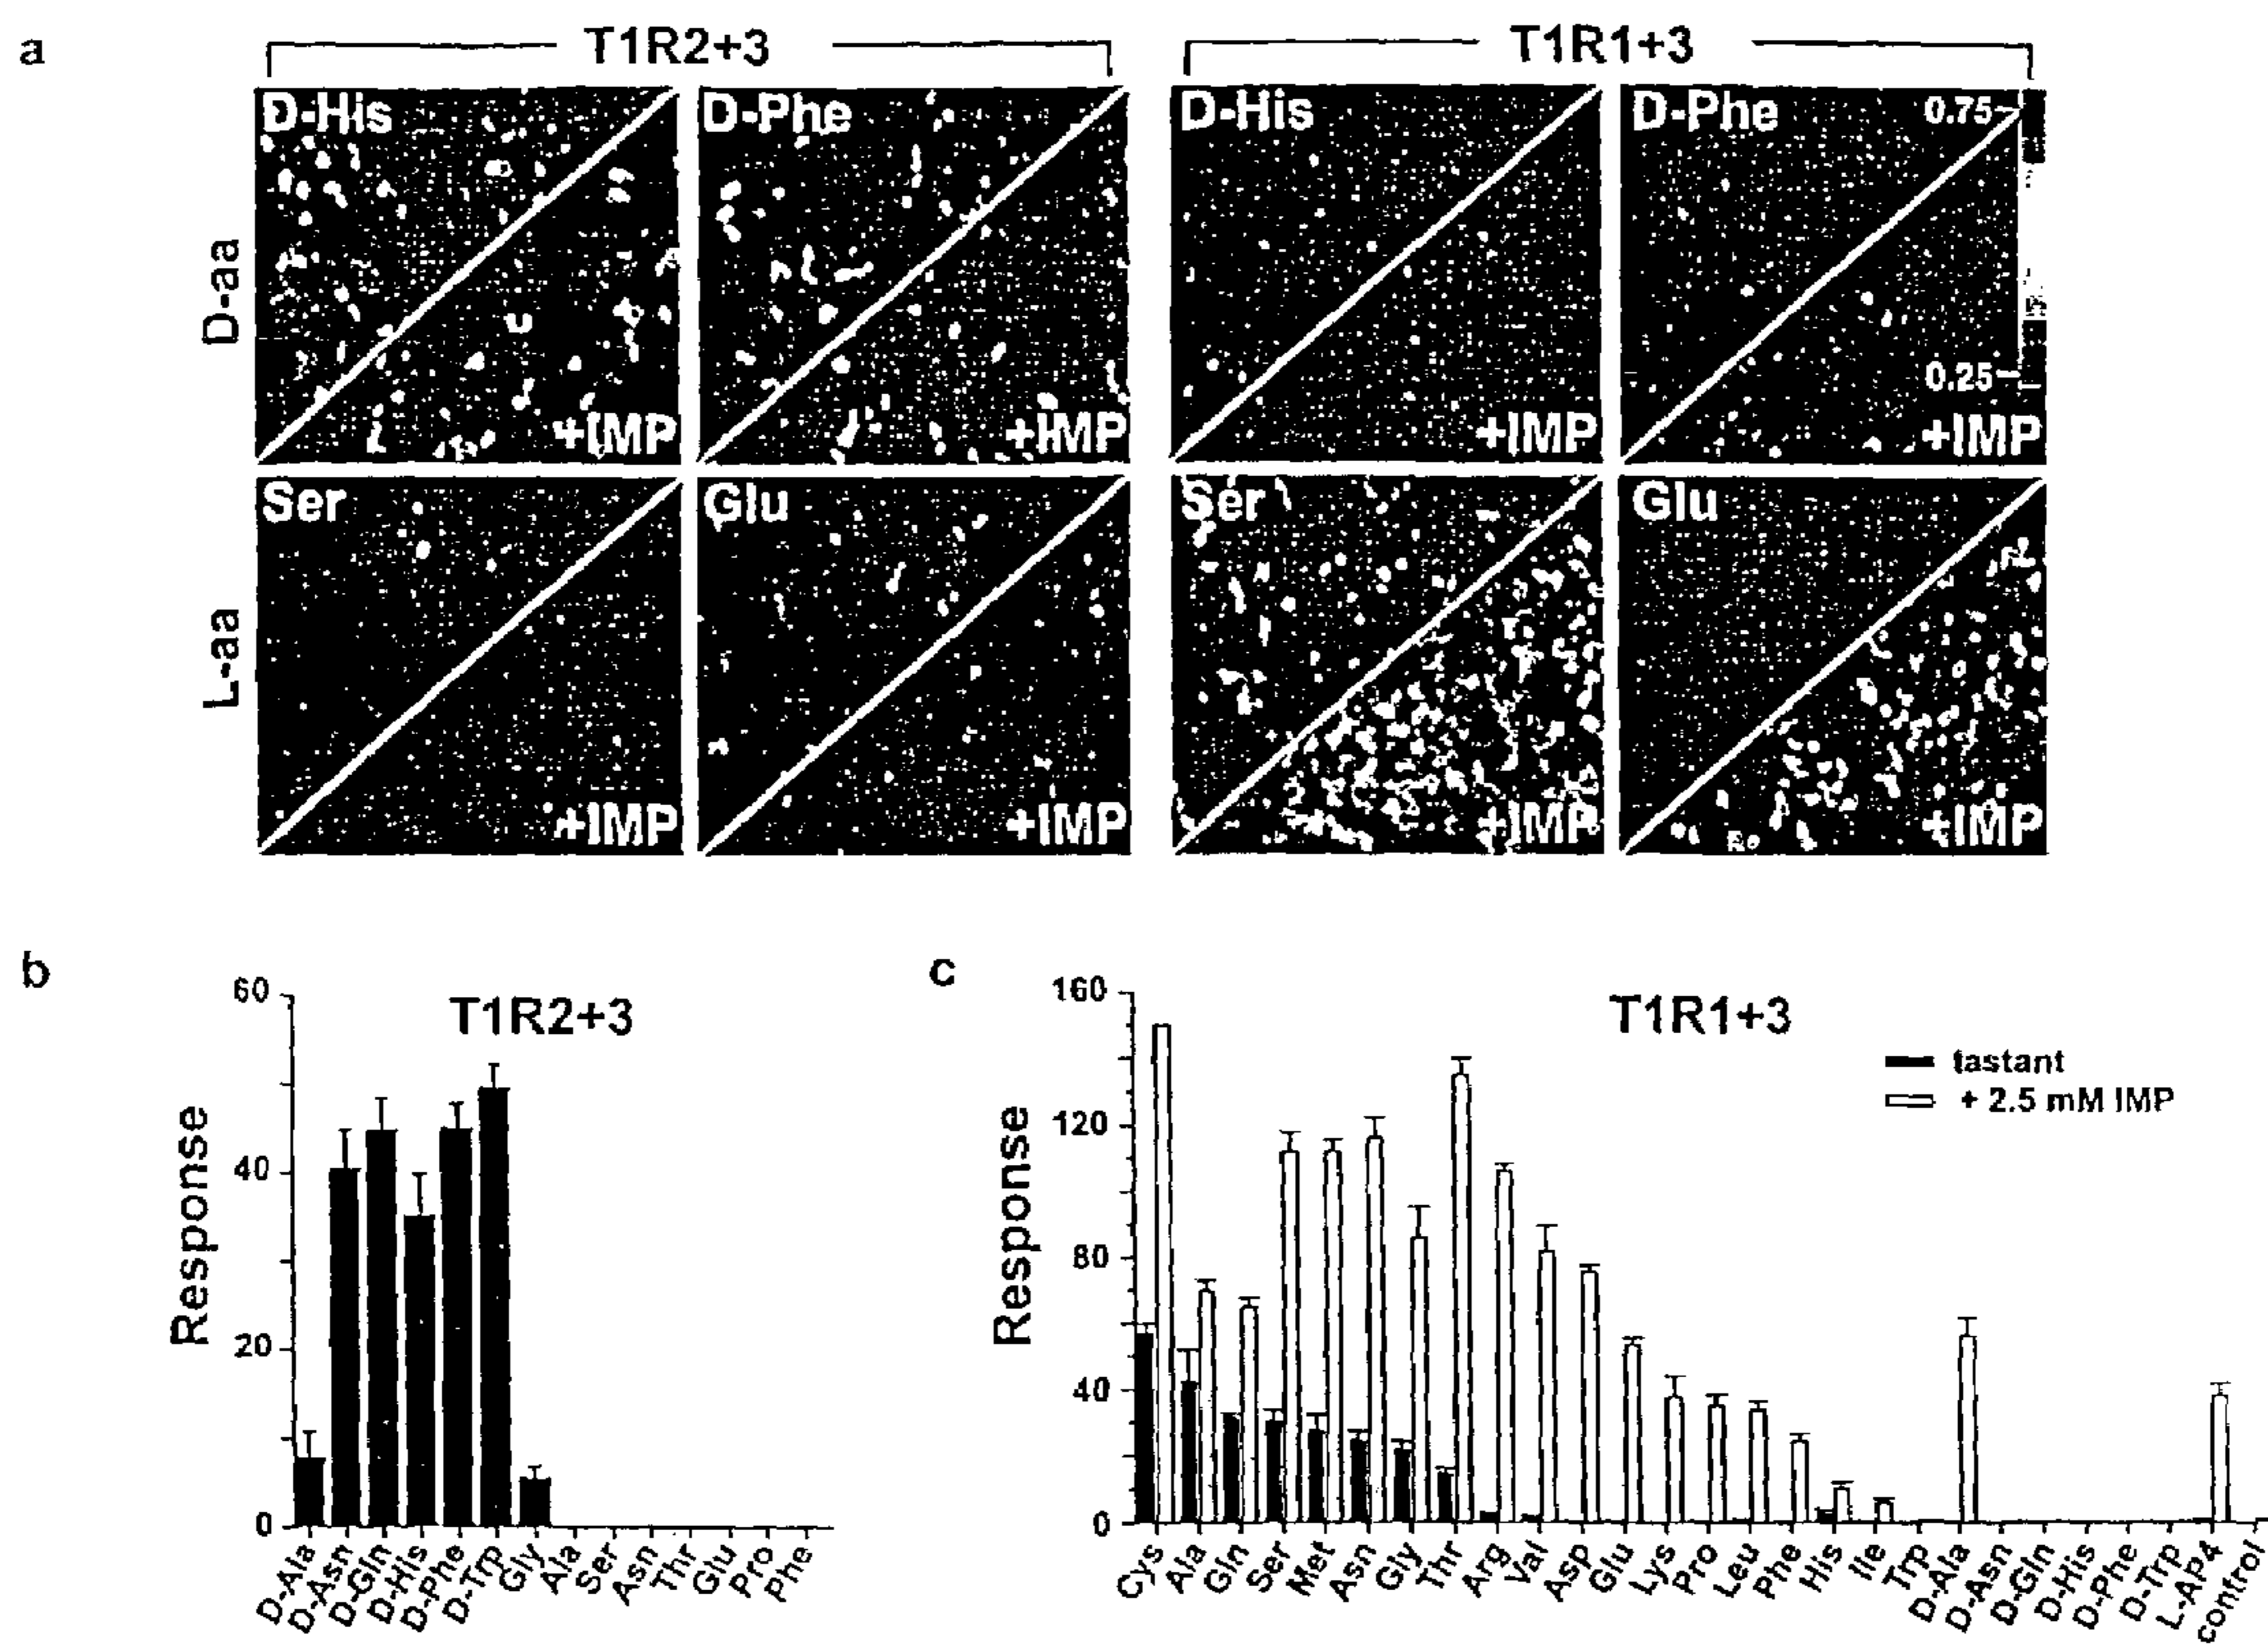 a
T1R2+3 T1R1+3
D-His D-Phe D-His D-Phe 0.75
D-aa
0.25
+IMP +IMP +IMP +IMP
Ser Glu Ser Glu
L-aa
+IMP +IMP +IMP +IMP
b
60
T1R2+3
Response
40
20
0
D-Ala D-Asn D-Gln D-His D-Phe D-Trp Gly Ala Ser Asn Thr Glu Pro Phe
c
160
T1R1+3
tastant
+ 2.5 mM IMP
Response
120
80
40
0
Cys Ala Gln Ser Met Asn Gly Thr Arg Val Asp Glu Lys Pro Leu Phe His Ile Trp D-Ala D-Asn D-Gln D-His D-Phe D-Trp L-AP4 control